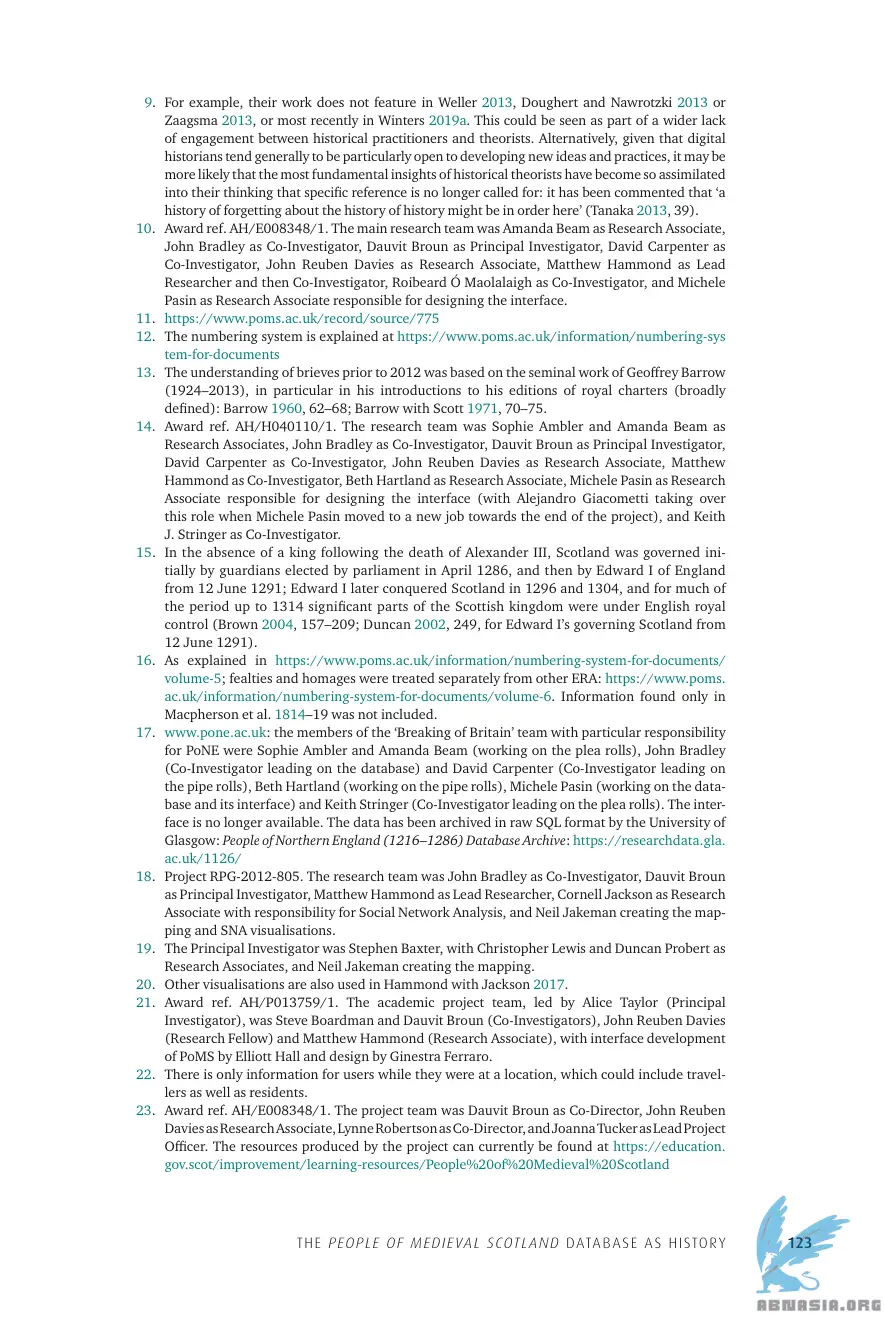 9. For example, their work does not feature in Weller 2013, Doughert and Nawrotzki 2013 or
Zaagsma 2013, or most recently in Winters 2019a. This could be seen as part of a wider lack
of engagement between historical practitioners and theorists. Alternatively, given that digital
historians tend generally to be particularly open to developing new ideas and practices, it may be
more likely that the most fundamental insights of historical theorists have become so assimilated
into their thinking that specific reference is no longer called for: it has been commented that ‘a
history of forgetting about the history of history might be in order here’ (Tanaka 2013, 39).
10. Award ref. AH/E008348/1. The main research team was Amanda Beam as Research Associate,
John Bradley as Co-Investigator, Dauvit Broun as Principal Investigator, David Carpenter as
Co-Investigator, John Reuben Davies as Research Associate, Matthew Hammond as Lead
Researcher and then Co-Investigator, Roibeard Ó Maolalaigh as Co-Investigator, and Michele
Pasin as Research Associate responsible for designing the interface.
11. https://www.poms.ac.uk/record/source/775
12. The numbering system is explained at https://www.poms.ac.uk/information/numbering-sys
tem-for-documents
13. The understanding of brieves prior to 2012 was based on the seminal work of Geoffrey Barrow
(1924–2013), in particular in his introductions to his editions of royal charters (broadly
defined): Barrow 1960, 62–68; Barrow with Scott 1971, 70–75.
14. Award ref. AH/H040110/1. The research team was Sophie Ambler and Amanda Beam as
Research Associates, John Bradley as Co-Investigator, Dauvit Broun as Principal Investigator,
David Carpenter as Co-Investigator, John Reuben Davies as Research Associate, Matthew
Hammond as Co-Investigator, Beth Hartland as Research Associate, Michele Pasin as Research
Associate responsible for designing the interface (with Alejandro Giacometti taking over
this role when Michele Pasin moved to a new job towards the end of the project), and Keith
J. Stringer as Co-Investigator.
15. In the absence of a king following the death of Alexander III, Scotland was governed ini-
tially by guardians elected by parliament in April 1286, and then by Edward I of England
from 12 June 1291; Edward I later conquered Scotland in 1296 and 1304, and for much of
the period up to 1314 significant parts of the Scottish kingdom were under English royal
control (Brown 2004, 157–209; Duncan 2002, 249, for Edward I’s governing Scotland from
12 June 1291).
16. As explained in https://www.poms.ac.uk/information/numbering-system-for-documents/
volume-5; fealties and homages were treated separately from other ERA: https://www.poms.
ac.uk/information/numbering-system-for-documents/volume-6. Information found only in
Macpherson et al. 1814–19 was not included.
17. www.pone.ac.uk: the members of the ‘Breaking of Britain’ team with particular responsibility
for PoNE were Sophie Ambler and Amanda Beam (working on the plea rolls), John Bradley
(Co-Investigator leading on the database) and David Carpenter (Co-Investigator leading on
the pipe rolls), Beth Hartland (working on the pipe rolls), Michele Pasin (working on the data-
base and its interface) and Keith Stringer (Co-Investigator leading on the plea rolls). The inter-
face is no longer available. The data has been archived in raw SQL format by the University of
Glasgow: People of Northern England (1216–1286) Database Archive: https://researchdata.gla.
ac.uk/1126/
18. Project RPG-2012-805. The research team was John Bradley as Co-Investigator, Dauvit Broun
as Principal Investigator, Matthew Hammond as Lead Researcher, Cornell Jackson as Research
Associate with responsibility for Social Network Analysis, and Neil Jakeman creating the map-
ping and SNA visualisations.
19. The Principal Investigator was Stephen Baxter, with Christopher Lewis and Duncan Probert as
Research Associates, and Neil Jakeman creating the mapping.
20. Other visualisations are also used in Hammond with Jackson 2017.
21. Award ref. AH/P013759/1. The academic project team, led by Alice Taylor (Principal
Investigator), was Steve Boardman and Dauvit Broun (Co-Investigators), John Reuben Davies
(Research Fellow) and Matthew Hammond (Research Associate), with interface development
of PoMS by Elliott Hall and design by Ginestra Ferraro.
22. There is only information for users while they were at a location, which could include travel-
lers as well as residents.
23. Award ref. AH/E008348/1. The project team was Dauvit Broun as Co-Director, John Reuben
Davies as Research Associate, Lynne Robertson as Co-Director, and Joanna Tucker as Lead Project
Officer. The resources produced by the project can currently be found at https://education.
gov.scot/improvement/learning-resources/People%20of%20Medieval%20Scotland
THE PEOPLE OF MEDIEVAL SCOTLAND DATABASE AS HISTORY 123
ABNASIA.ORG